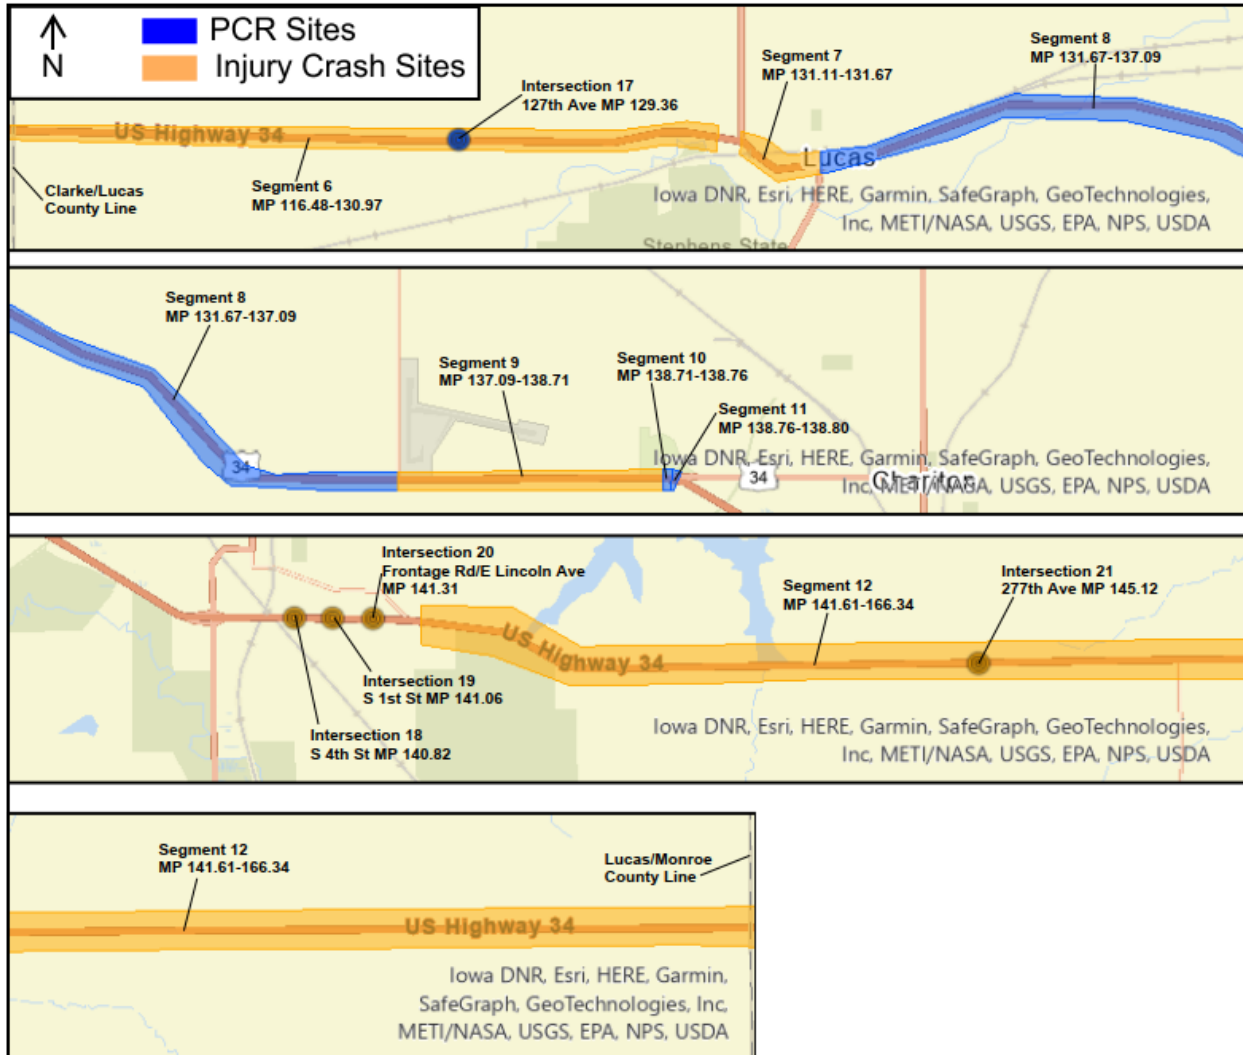 N
PCR Sites
Injury Crash Sites
Intersection 17
127th Ave MP 129.36
Segment 7
MP 131.11-131.67
Segment 8
MP 131.67-137.09
US Highway 34
Lucas
Clarke/Lucas
County Line
Segment 6
MP 116.48-130.97
Stephens State
Iowa DNR, Esri, HERE, Garmin, SafeGraph, GeoTechnologies,
Inc, METI/NASA, USGS, EPA, NPS, USDA
Segment 8
MP 131.67-137.09
Segment 9
MP 137.09-138.71
Segment 10
MP 138.71-138.76
Segment 11
MP 138.76-138.80
34
34
Chariton
Iowa DNR, Esri, HERE, Garmin, SafeGraph, GeoTechnologies,
Inc, METI/NASA, USGS, EPA, NPS, USDA
Intersection 20
Frontage Rd/E Lincoln Ave
MP 141.31
Segment 12
MP 141.61-166.34
Intersection 21
277th Ave MP 145.12
US Highway 34
Intersection 19
S 1st St MP 141.06
Intersection 18
S 4th St MP 140.82
Iowa DNR, Esri, HERE, Garmin, SafeGraph, GeoTechnologies,
Inc, METI/NASA, USGS, EPA, NPS, USDA
Segment 12
MP 141.61-166.34
Lucas/Monroe
County Line
US Highway 34
Iowa DNR, Esri, HERE, Garmin,
SafeGraph, GeoTechnologies, Inc,
METI/NASA, USGS, EPA, NPS, USDA